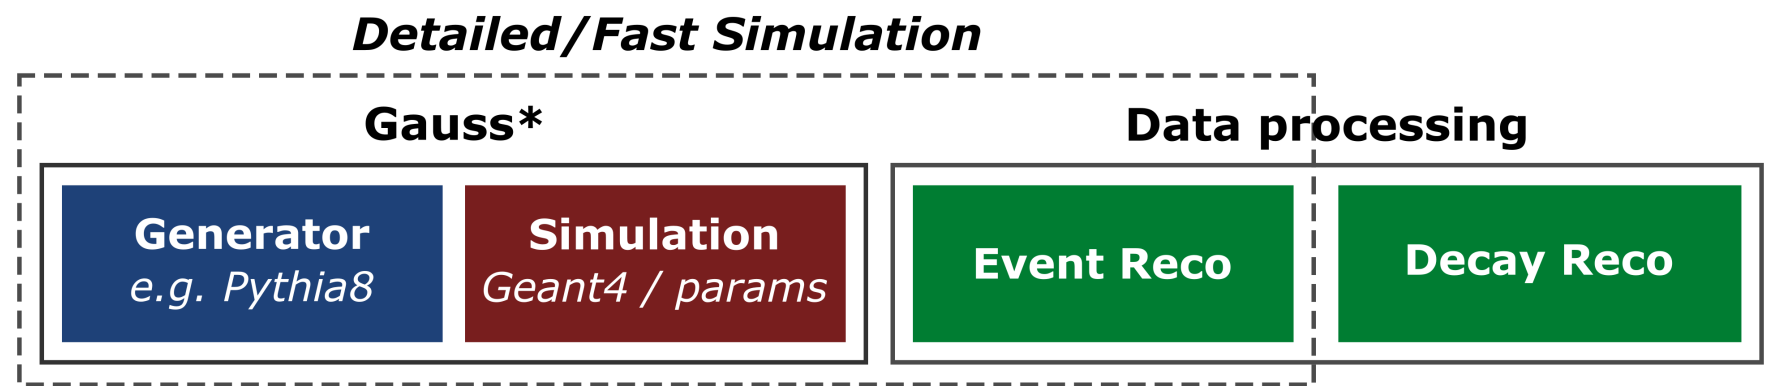 Detailed/Fast Simulation
Gauss*
Data processing
Generator
e.g. Pythia8
Simulation
Geant4 / params
Event Reco
Decay Reco